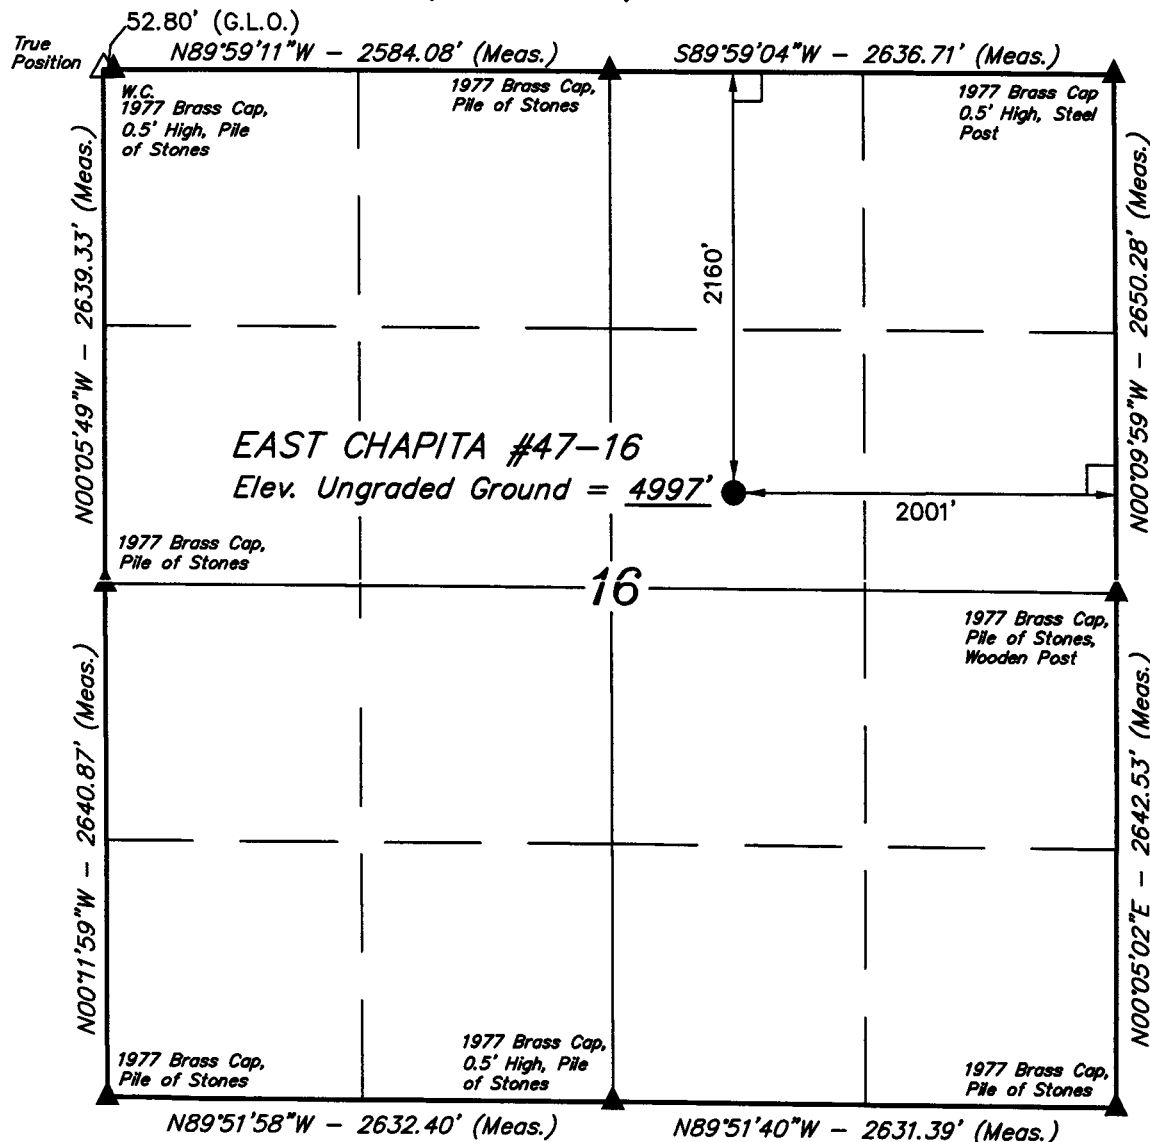 52.80' (G.L.O.)
True
Position
N89°59'11"W - 2584.08' (Meas.)
S89°59'04"W - 2636.71' (Meas.)
W.C.
1977 Brass Cap,
0.5' High, Pile
of Stones
1977 Brass Cap,
Pile of Stones
1977 Brass Cap
0.5' High, Steel
Post
N00°05'49"W - 2639.33' (Meas.)
2160'
N00°09'59"W - 2650.28' (Meas.)
EAST CHAPITA #47-16
Elev. Ungraded Ground = 4997'
2001'
1977 Brass Cap,
Pile of Stones
16
1977 Brass Cap,
Pile of Stones,
Wooden Post
N00°11'59"W - 2640.87' (Meas.)
N00°05'02"E - 2642.53' (Meas.)
1977 Brass Cap,
Pile of Stones
1977 Brass Cap,
0.5' High, Pile
of Stones
1977 Brass Cap,
Pile of Stones
N89°51'58"W - 2632.40' (Meas.)
N89°51'40"W - 2631.39' (Meas.)